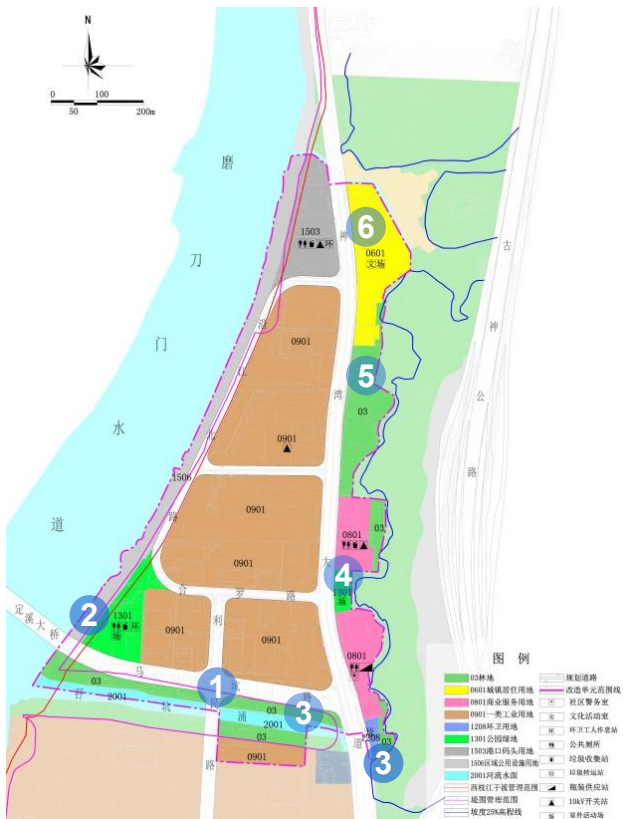 N
0 100
50 200m
磨
刀
门
水
道
1503
环
神
6
0601
文 场
古
神
公
路
沿
江
北
路
0901
5
湾
03
0901
1506
0901
0801
03
0901
大
4
1301
场
合 罗 路
利
定溪大桥
2
1301
环
场
0901
0901
0801
马
1
03
2001
涌
03
3
2001
03
路
0901
道
1208
03
3
图 例
03林地
0601城镇居住用地
0801商业服务用地
0901一类工业用地
1208环卫用地
1301公园绿地
1503港口码头用地
1506区域公用设施用地
2001河流水面
西枝江干流管理范围
堤围管理范围
坡度25%高程线
规划道路
改造单元范围线
社区警务室
文化活动室
环卫工人作息站
公共厕所
垃圾收集站
垃圾转运站
瓶装供应站
10kV开关站
室外活动场